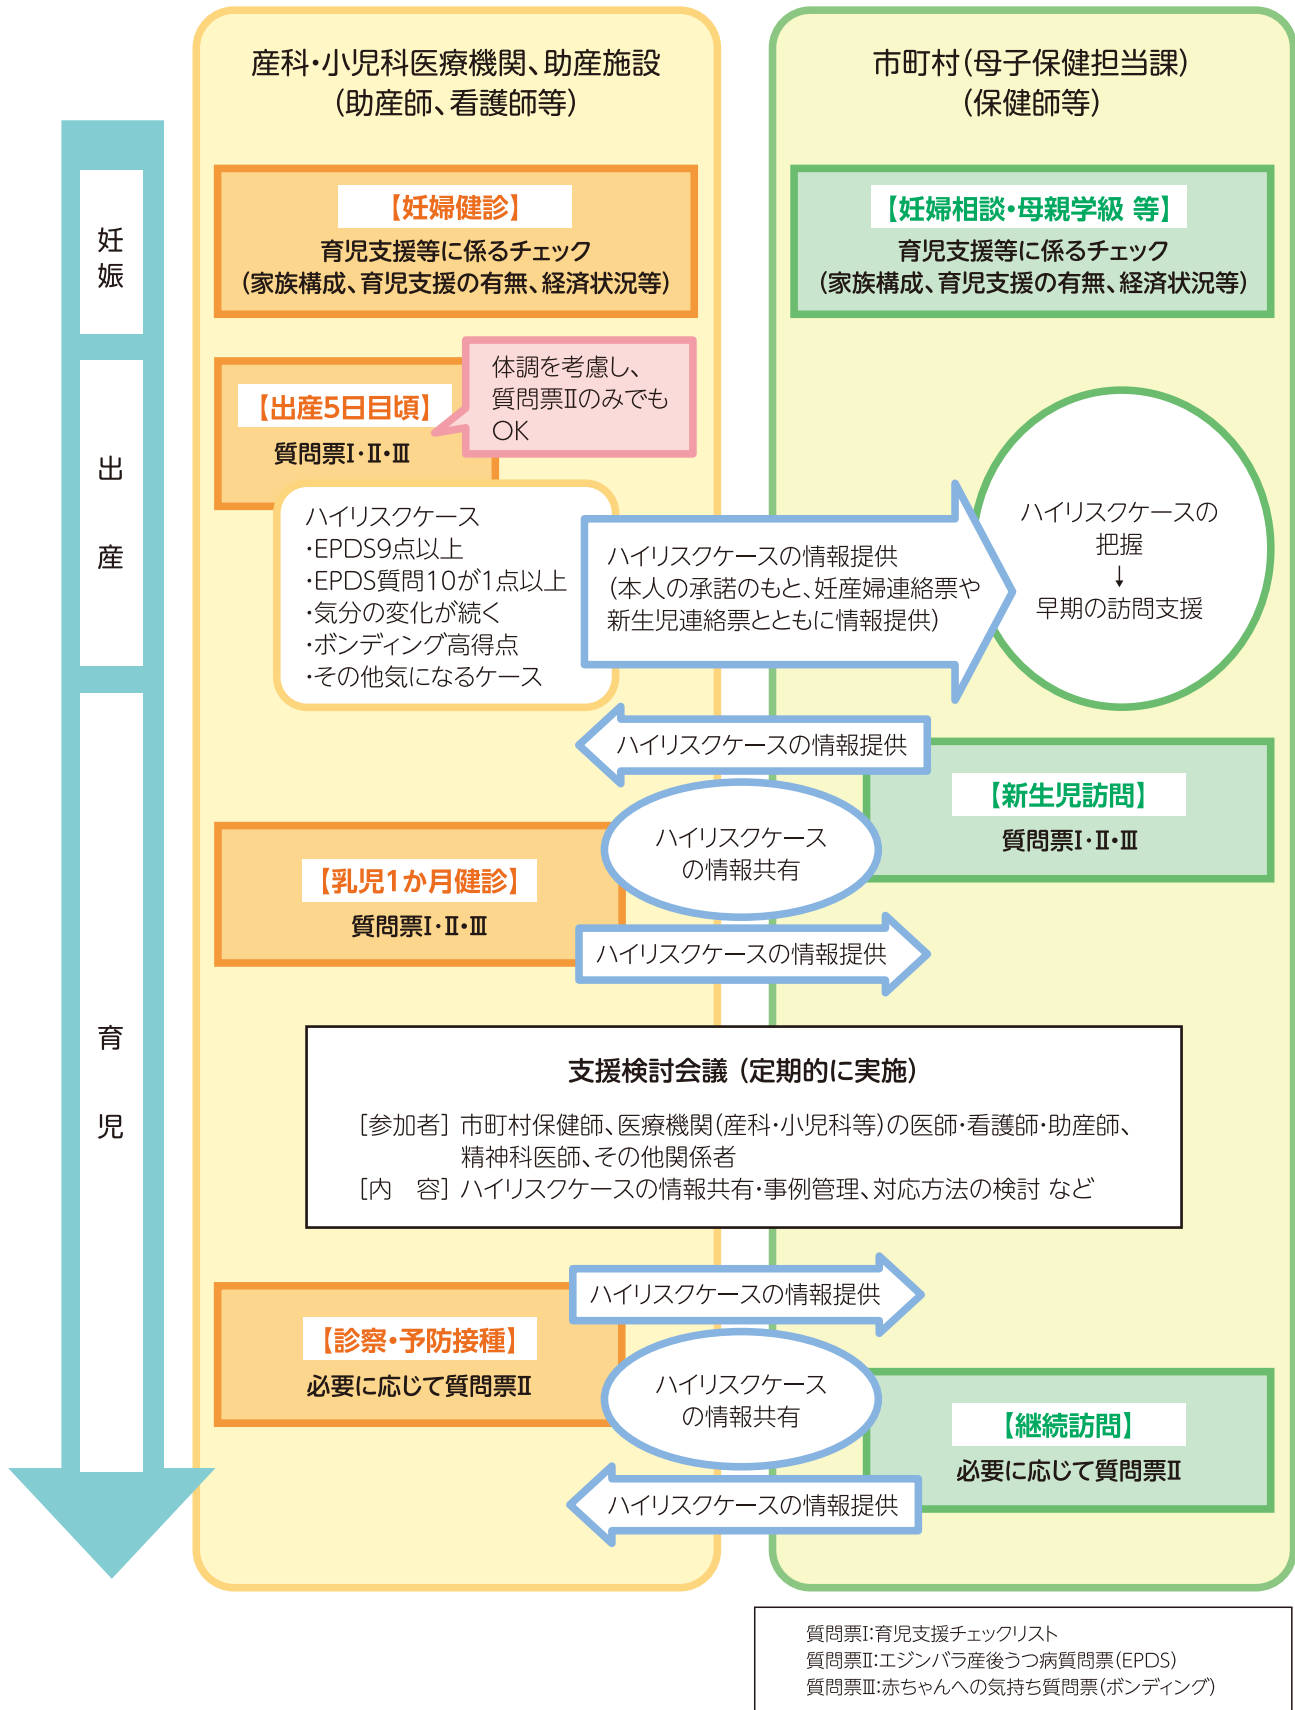 産科・小児科医療機関、助産施設
(助産師、看護師等)
市町村(母子保健担当課)
(保健師等)
妊娠
【妊婦健診】
育児支援等に係るチェック
(家族構成、育児支援の有無、経済状況等)
【妊婦相談・母親学級 等】
育児支援等に係るチェック
(家族構成、育児支援の有無、経済状況等)
出産
【出産5日目頃】
質問票Ⅰ・Ⅱ・Ⅲ
体調を考慮し、
質問票Ⅱのみでも
OK
ハイリスクケース
・EPDS9点以上
・EPDS質問10が1点以上
・気分の変化が続く
・ボンディング高得点
・その他気になるケース
ハイリスクケースの情報提供
(本人の承諾のもと、妊産婦連絡票や
新生児連絡票とともに情報提供)
ハイリスクケースの
把握
↓
早期の訪問支援
育児
ハイリスクケースの情報提供
【新生児訪問】
質問票Ⅰ・Ⅱ・Ⅲ
ハイリスクケース
の情報共有
【乳児1か月健診】
質問票Ⅰ・Ⅱ・Ⅲ
ハイリスクケースの情報提供
支援検討会議 (定期的に実施)
[参加者] 市町村保健師、医療機関(産科・小児科等)の医師・看護師・助産師、
精神科医師、その他関係者
[内　容] ハイリスクケースの情報共有・事例管理、対応方法の検討 など
ハイリスクケースの情報提供
【診察・予防接種】
必要に応じて質問票Ⅱ
ハイリスクケース
の情報共有
【継続訪問】
必要に応じて質問票Ⅱ
ハイリスクケースの情報提供
質問票Ⅰ:育児支援チェックリスト
質問票Ⅱ:エジンバラ産後うつ病質問票(EPDS)
質問票Ⅲ:赤ちゃんへの気持ち質問票(ボンディング)